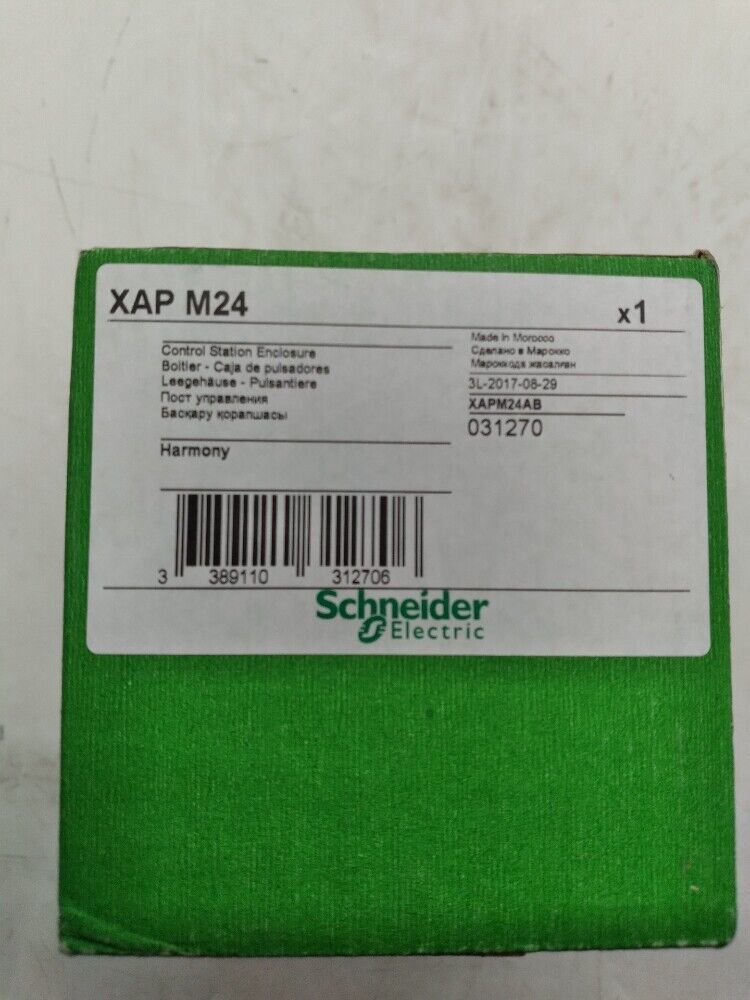 XAP M24
x1
Control Station Enclosure
Boitier - Caja de pulsadores
Leegehäuse - Pulsantiere
Пост управления
Басқару қорапшасы
Made in Morocco
Сделано в Марокко
Мароккода жасалған
3L-2017-08-29
XAPM24AB
031270
Harmony
3 389110 312706
Schneider
Electric